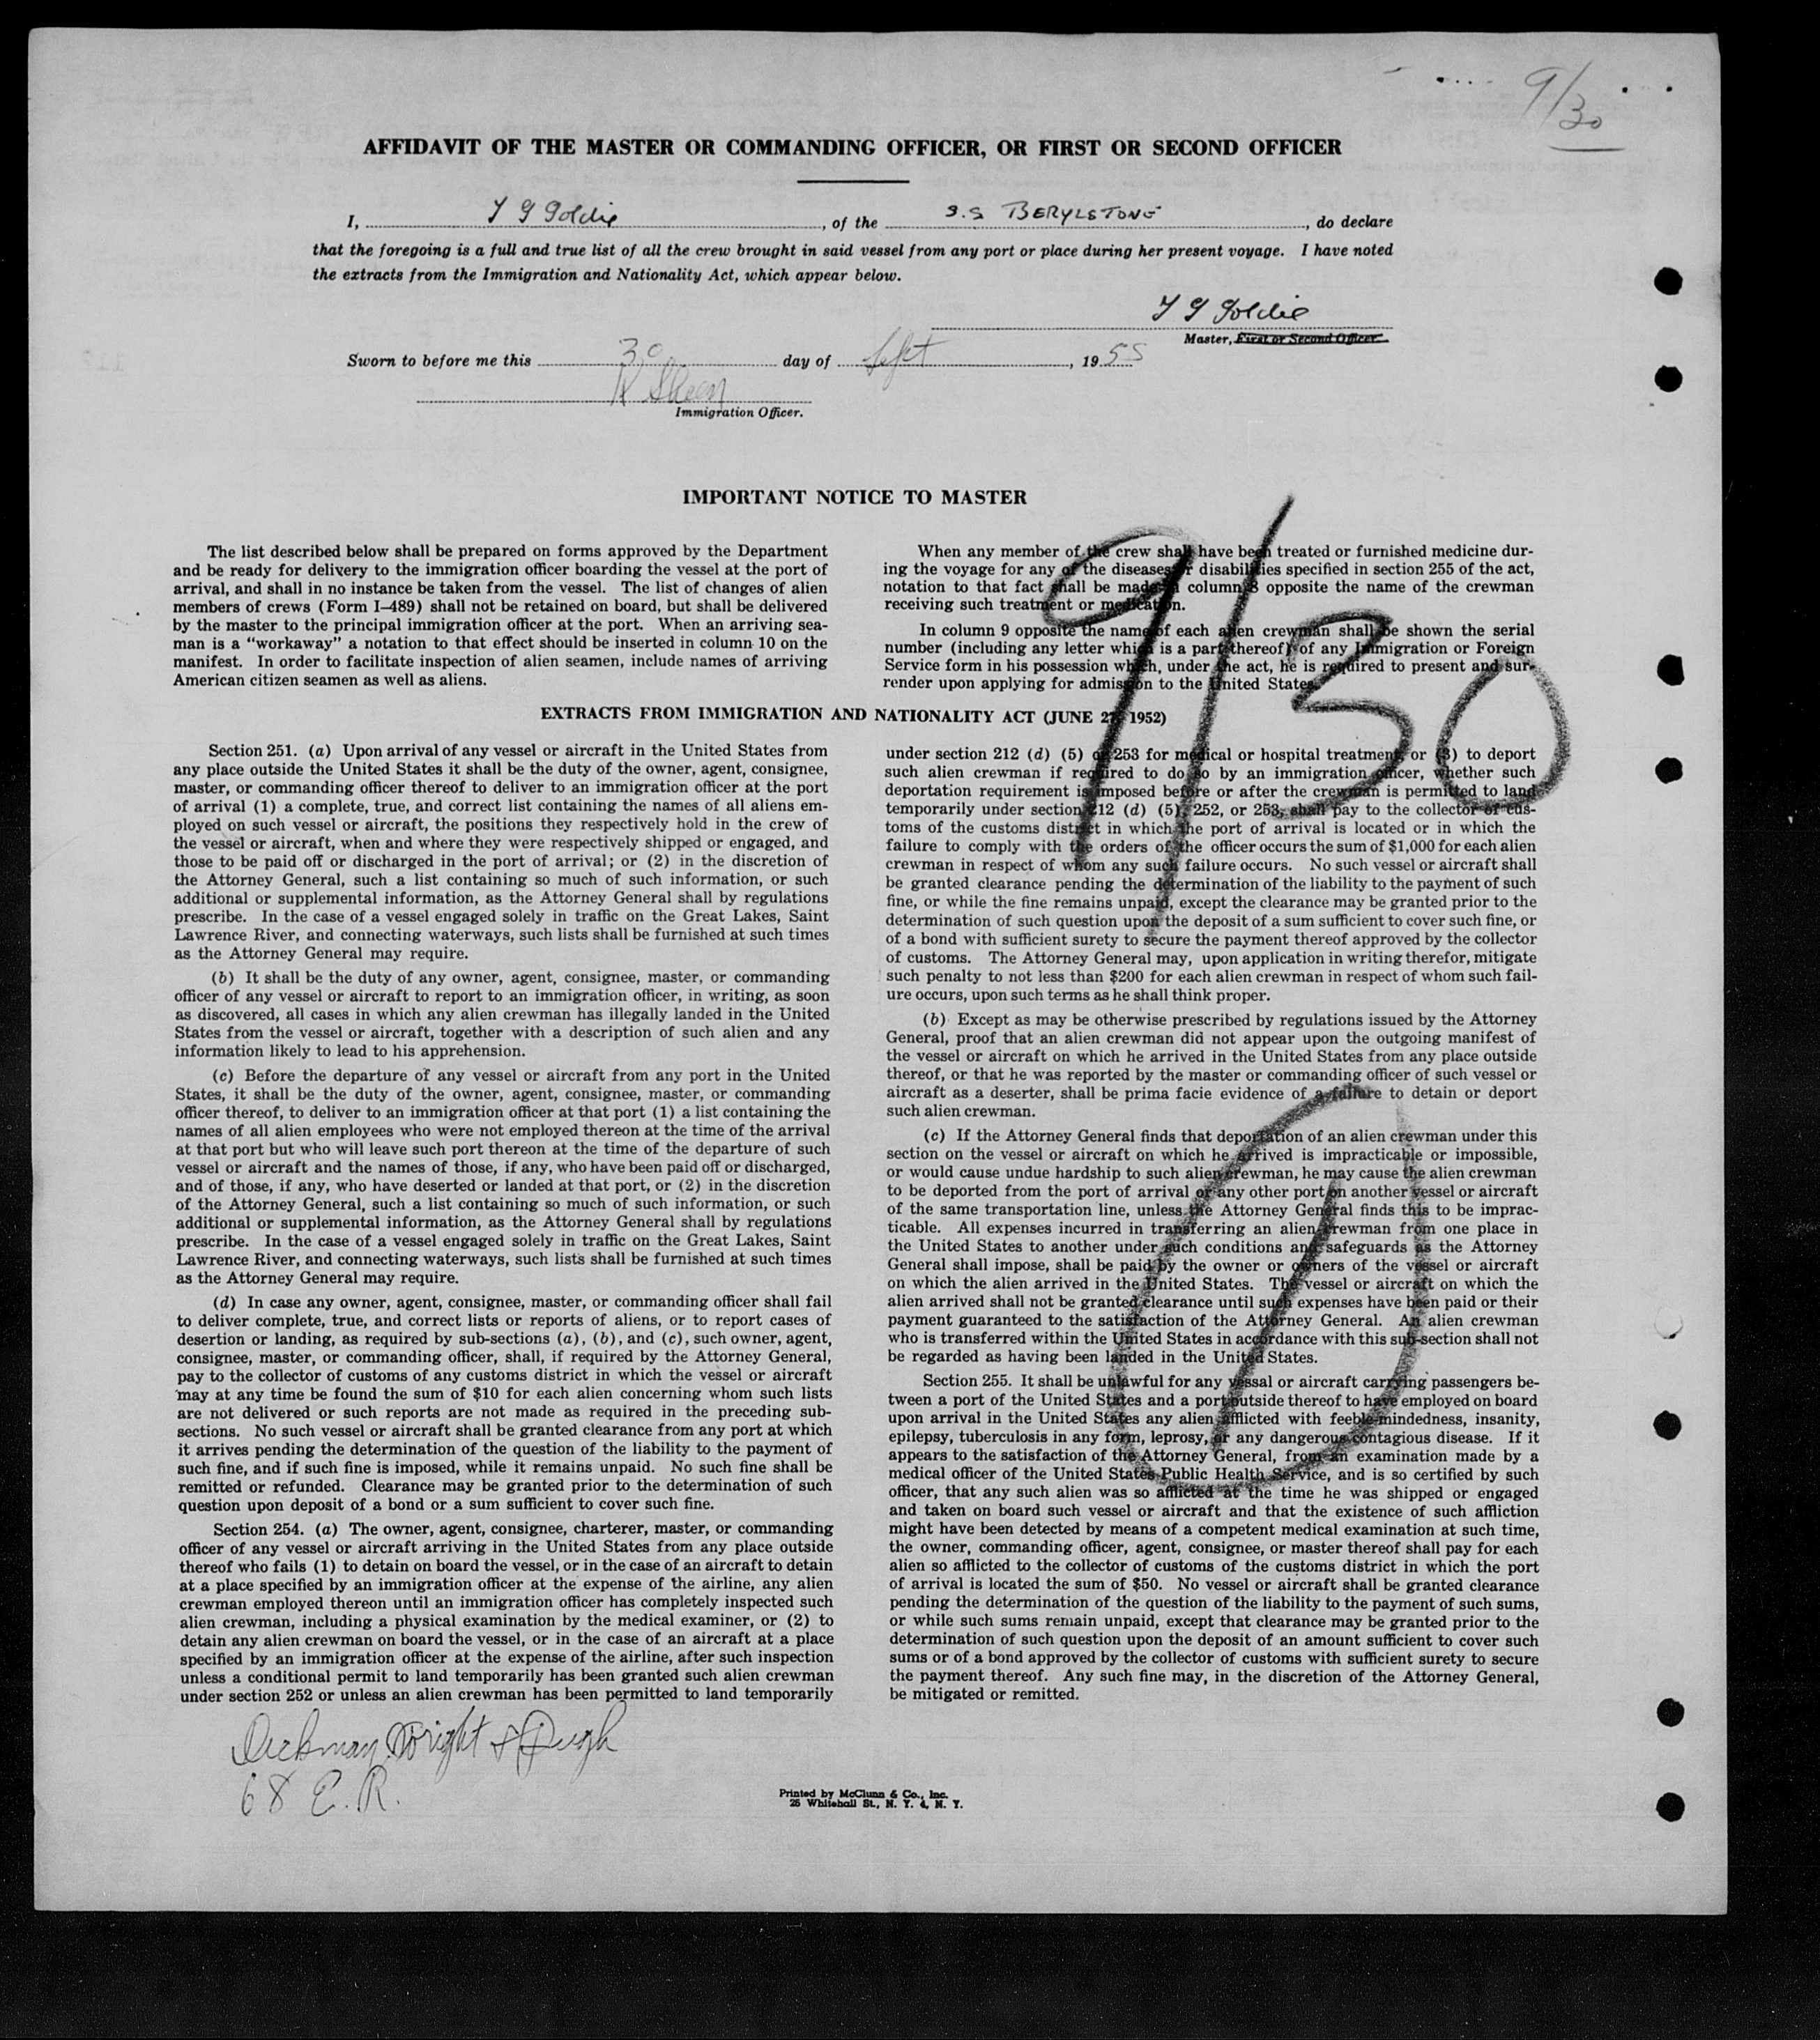 9/30
AFFIDAVIT OF THE MASTER OR COMMANDING OFFICER, OR FIRST OR SECOND OFFICER
I, T G Goldie, of the S.S BERYLSTONE, do declare
that the foregoing is a full and true list of all the crew brought in said vessel from any port or place during her present voyage. I have noted
the extracts from the Immigration and Nationality Act, which appear below.
T G Goldie
Master, First or Second Officer.
Sworn to before me this 30 day of Sept, 1955
Immigration Officer.
IMPORTANT NOTICE TO MASTER
The list described below shall be prepared on forms approved by the Department
and be ready for delivery to the immigration officer boarding the vessel at the port of
arrival, and shall in no instance be taken from the vessel. The list of changes of alien
members of crews (Form I–489) shall not be retained on board, but shall be delivered
by the master to the principal immigration officer at the port. When an arriving sea-
man is a “workaway” a notation to that effect should be inserted in column 10 on the
manifest. In order to facilitate inspection of alien seamen, include names of arriving
American citizen seamen as well as aliens.
When any member of the crew shall have been treated or furnished medicine dur-
ing the voyage for any of the diseases or disabilities specified in section 255 of the act,
notation to that fact shall be made in column 8 opposite the name of the crewman
receiving such treatment or medication.
In column 9 opposite the name of each alien crewman shall be shown the serial
number (including any letter which is a part thereof) of any Immigration or Foreign
Service form in his possession which, under the act, he is required to present and sur-
render upon applying for admission to the United States.
9/30
EXTRACTS FROM IMMIGRATION AND NATIONALITY ACT (JUNE 27, 1952)
Section 251. (a) Upon arrival of any vessel or aircraft in the United States from
any place outside the United States it shall be the duty of the owner, agent, consignee,
master, or commanding officer thereof to deliver to an immigration officer at the port
of arrival (1) a complete, true, and correct list containing the names of all aliens em-
ployed on such vessel or aircraft, the positions they respectively hold in the crew of
the vessel or aircraft, when and where they were respectively shipped or engaged, and
those to be paid off or discharged in the port of arrival; or (2) in the discretion of
the Attorney General, such a list containing so much of such information, or such
additional or supplemental information, as the Attorney General shall by regulations
prescribe. In the case of a vessel engaged solely in traffic on the Great Lakes, Saint
Lawrence River, and connecting waterways, such lists shall be furnished at such times
as the Attorney General may require.
(b) It shall be the duty of any owner, agent, consignee, master, or commanding
officer of any vessel or aircraft to report to an immigration officer, in writing, as soon
as discovered, all cases in which any alien crewman has illegally landed in the United
States from the vessel or aircraft, together with a description of such alien and any
information likely to lead to his apprehension.
(c) Before the departure of any vessel or aircraft from any port in the United
States, it shall be the duty of the owner, agent, consignee, master, or commanding
officer thereof, to deliver to an immigration officer at that port (1) a list containing the
names of all alien employees who were not employed thereon at the time of the arrival
at that port but who will leave such port thereon at the time of the departure of such
vessel or aircraft and the names of those, if any, who have been paid off or discharged,
and of those, if any, who have deserted or landed at that port, or (2) in the discretion
of the Attorney General, such a list containing so much of such information, or such
additional or supplemental information, as the Attorney General shall by regulations
prescribe. In the case of a vessel engaged solely in traffic on the Great Lakes, Saint
Lawrence River, and connecting waterways, such lists shall be furnished at such times
as the Attorney General may require.
(d) In case any owner, agent, consignee, master, or commanding officer shall fail
to deliver complete, true, and correct lists or reports of aliens, or to report cases of
desertion or landing, as required by sub-sections (a), (b), and (c), such owner, agent,
consignee, master, or commanding officer, shall, if required by the Attorney General,
pay to the collector of customs of any customs district in which the vessel or aircraft
may at any time be found the sum of $10 for each alien concerning whom such lists
are not delivered or such reports are not made as required in the preceding sub-
sections. No such vessel or aircraft shall be granted clearance from any port at which
it arrives pending the determination of the question of the liability to the payment of
such fine, and if such fine is imposed, while it remains unpaid. No such fine shall be
remitted or refunded. Clearance may be granted prior to the determination of such
question upon deposit of a bond or a sum sufficient to cover such fine.
Section 254. (a) The owner, agent, consignee, charterer, master, or commanding
officer of any vessel or aircraft arriving in the United States from any place outside
thereof who fails (1) to detain on board the vessel, or in the case of an aircraft to detain
at a place specified by an immigration officer at the expense of the airline, any alien
crewman employed thereon until an immigration officer has completely inspected such
alien crewman, including a physical examination by the medical examiner, or (2) to
detain any alien crewman on board the vessel, or in the case of an aircraft at a place
specified by an immigration officer at the expense of the airline, after such inspection
unless a conditional permit to land temporarily has been granted such alien crewman
under section 252 or unless an alien crewman has been permitted to land temporarily
under section 212 (d) (5) or 253 for medical or hospital treatment, or (3) to deport
such alien crewman if required to do so by an immigration officer, whether such
deportation requirement is imposed before or after the crewman is permitted to land
temporarily under section 212 (d) (5), 252, or 253, shall pay to the collector of cus-
toms of the customs district in which the port of arrival is located or in which the
failure to comply with the orders of the officer occurs the sum of $1,000 for each alien
crewman in respect of whom any such failure occurs. No such vessel or aircraft shall
be granted clearance pending the determination of the liability to the payment of such
fine, or while the fine remains unpaid, except the clearance may be granted prior to the
determination of such question upon the deposit of a sum sufficient to cover such fine, or
of a bond with sufficient surety to secure the payment thereof approved by the collector
of customs. The Attorney General may, upon application in writing therefor, mitigate
such penalty to not less than $200 for each alien crewman in respect of whom such fail-
ure occurs, upon such terms as he shall think proper.
(b) Except as may be otherwise prescribed by regulations issued by the Attorney
General, proof that an alien crewman did not appear upon the outgoing manifest of
the vessel or aircraft on which he arrived in the United States from any place outside
thereof, or that he was reported by the master or commanding officer of such vessel or
aircraft as a deserter, shall be prima facie evidence of a failure to detain or deport
such alien crewman.
(c) If the Attorney General finds that deportation of an alien crewman under this
section on the vessel or aircraft on which he arrived is impracticable or impossible,
or would cause undue hardship to such alien crewman, he may cause the alien crewman
to be deported from the port of arrival or any other port on another vessel or aircraft
of the same transportation line, unless the Attorney General finds this to be imprac-
ticable. All expenses incurred in transferring an alien crewman from one place in
the United States to another under such conditions and safeguards as the Attorney
General shall impose, shall be paid by the owner or owners of the vessel or aircraft
on which the alien arrived in the United States. The vessel or aircraft on which the
alien arrived shall not be granted clearance until such expenses have been paid or their
payment guaranteed to the satisfaction of the Attorney General. An alien crewman
who is transferred within the United States in accordance with this sub-section shall not
be regarded as having been landed in the United States.
Section 255. It shall be unlawful for any vessal or aircraft carrying passengers be-
tween a port of the United States and a port outside thereof to have employed on board
upon arrival in the United States any alien afflicted with feeble-mindedness, insanity,
epilepsy, tuberculosis in any form, leprosy, or any dangerous contagious disease. If it
appears to the satisfaction of the Attorney General, from an examination made by a
medical officer of the United States Public Health Service, and is so certified by such
officer, that any such alien was so afflicted at the time he was shipped or engaged
and taken on board such vessel or aircraft and that the existence of such affliction
might have been detected by means of a competent medical examination at such time,
the owner, commanding officer, agent, consignee, or master thereof shall pay for each
alien so afflicted to the collector of customs of the customs district in which the port
of arrival is located the sum of $50. No vessel or aircraft shall be granted clearance
pending the determination of the question of the liability to the payment of such sums,
or while such sums remain unpaid, except that clearance may be granted prior to the
determination of such question upon the deposit of an amount sufficient to cover such
sums or of a bond approved by the collector of customs with sufficient surety to secure
the payment thereof. Any such fine may, in the discretion of the Attorney General,
be mitigated or remitted.
1
Dickman, Wright & Pugh
68 E. R.
Printed by McClunn & Co., Inc.
25 Whitehall St., N. Y. 4, N. Y.